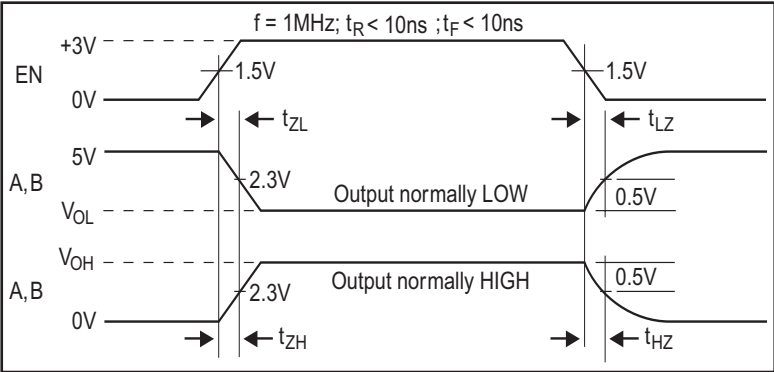 f = 1MHz; tR < 10ns ; tF < 10ns
+3V
EN
1.5V
1.5V
0V
tZL
tLZ
5V
A,B
2.3V
Output normally LOW
0.5V
VOL
VOH
A,B
2.3V
Output normally HIGH
0.5V
0V
tZH
tHZ